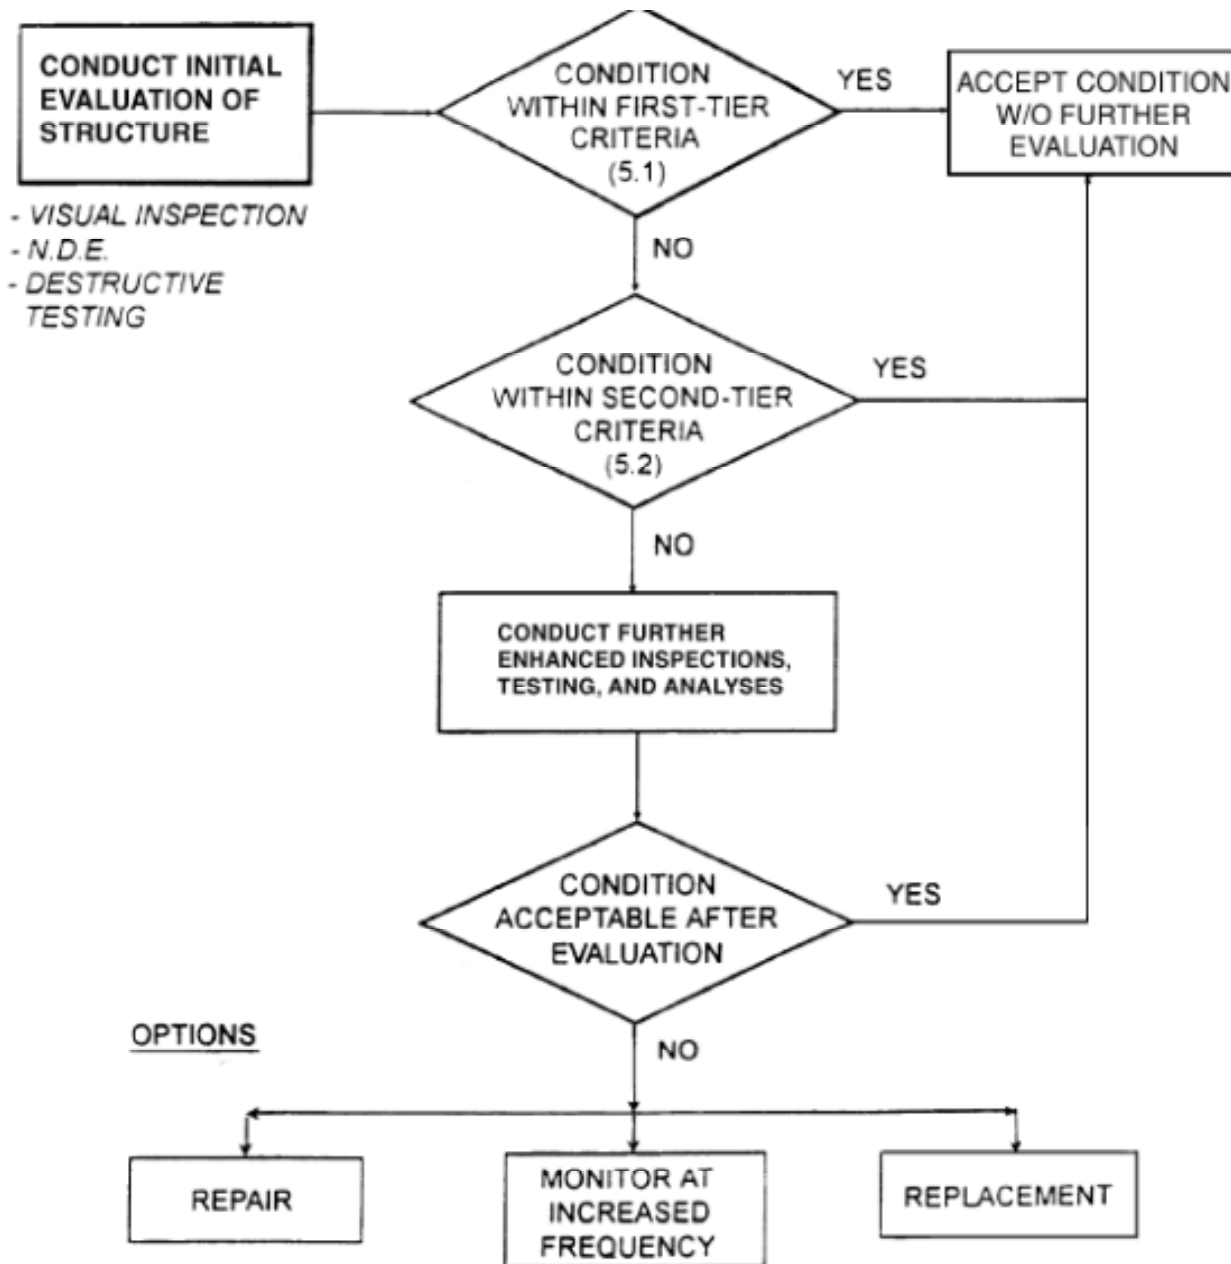 CONDUCT INITIAL
EVALUATION OF
STRUCTURE
- VISUAL INSPECTION
- N.D.E.
- DESTRUCTIVE
TESTING
CONDITION
WITHIN FIRST-TIER
CRITERIA
(5.1)
YES
ACCEPT CONDITION
W/O FURTHER
EVALUATION
NO
CONDITION
WITHIN SECOND-TIER
CRITERIA
(5.2)
YES
NO
CONDUCT FURTHER
ENHANCED INSPECTIONS,
TESTING, AND ANALYSES
CONDITION
ACCEPTABLE AFTER
EVALUATION
YES
NO
OPTIONS
REPAIR
MONITOR AT
INCREASED
FREQUENCY
REPLACEMENT